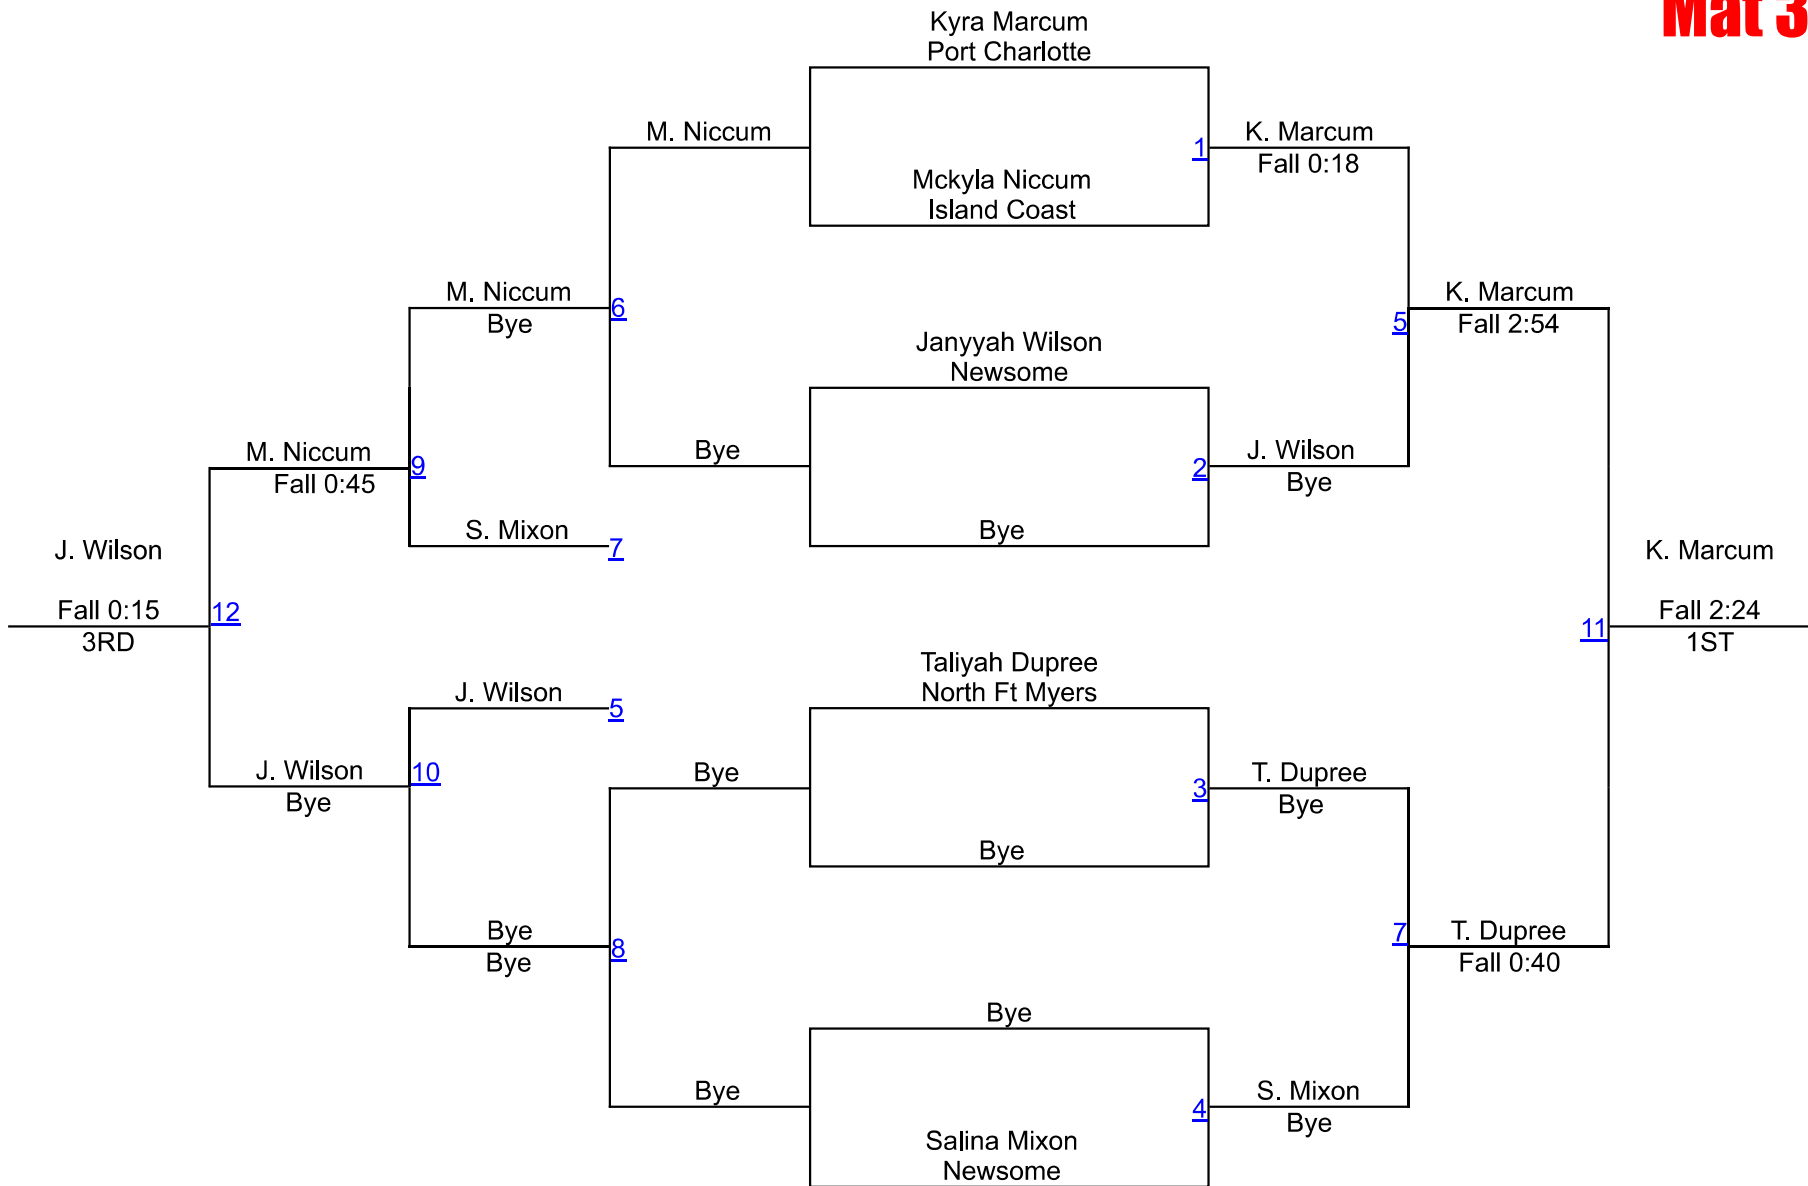 Mat 3
Kyra Marcum
Port Charlotte
M. Niccum
1
K. Marcum
Fall 0:18
Mckyla Niccum
Island Coast
M. Niccum
Bye
6
K. Marcum
Fall 2:54
5
Janyyah Wilson
Newsome
M. Niccum
Fall 0:45
9
Bye
2
J. Wilson
Bye
S. Mixon
7
Bye
J. Wilson
Fall 0:15
3RD
12
K. Marcum
Fall 2:24
1ST
11
Taliyah Dupree
North Ft Myers
J. Wilson
5
J. Wilson
Bye
10
Bye
3
T. Dupree
Bye
Bye
Bye
Bye
8
7
T. Dupree
Fall 0:40
Bye
Bye
4
S. Mixon
Bye
Salina Mixon
Newsome